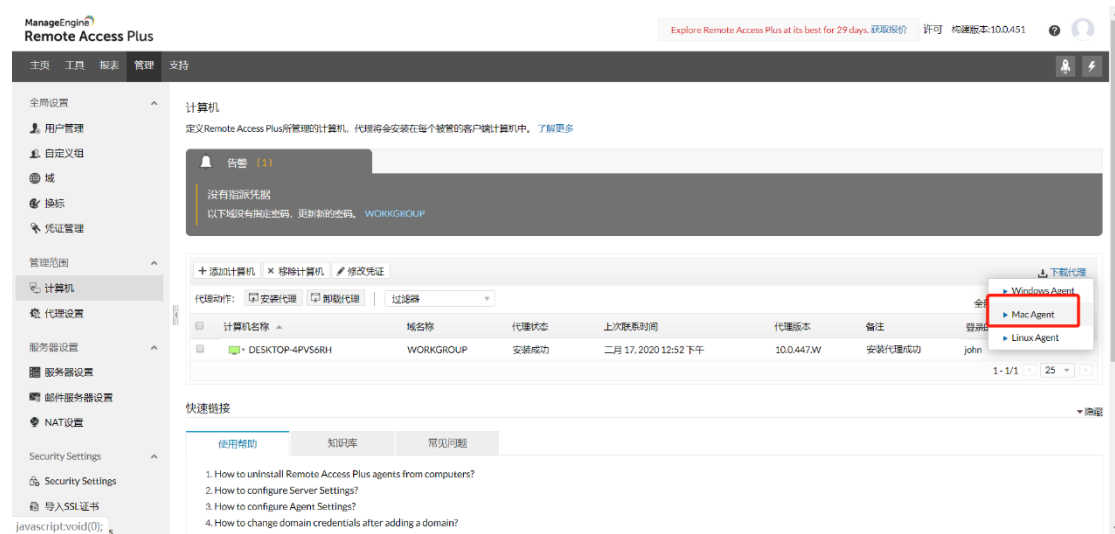 ManageEngine
Remote Access Plus
Explore Remote Access Plus at its best for 29 days. 获取报价 许可 构建版本:10.0.451
主页 工具 报表 管理 支持
全局设置
用户管理
自定义组
域
换标
凭证管理
管理范围
计算机
代理设置
服务器设置
服务器设置
邮件服务器设置
NAT设置
Security Settings
Security Settings
导入SSL证书
javascript:void(0);
计算机
定义Remote Access Plus所管理的计算机，代理将会安装在每个被管的客户端计算机中。 了解更多
告警 (1)
没有指派凭据
以下域没有指定密码，更新新的密码。 WORKGROUP
添加计算机 移除计算机 修改凭证
下载代理
Windows Agent
Mac Agent
Linux Agent
代理动作: 安装代理 卸载代理 过滤器
计算机名称 域名称 代理状态 上次联系时间 代理版本 备注
DESKTOP-4PVS6RH WORKGROUP 安装成功 二月 17, 2020 12:52 下午 10.0.447.W 安装代理成功 john
1 - 1/1 25
快速链接
隐藏
使用帮助 知识库 常见问题
1. How to uninstall Remote Access Plus agents from computers?
2. How to configure Server Settings?
3. How to configure Agent Settings?
4. How to change domain credentials after adding a domain?